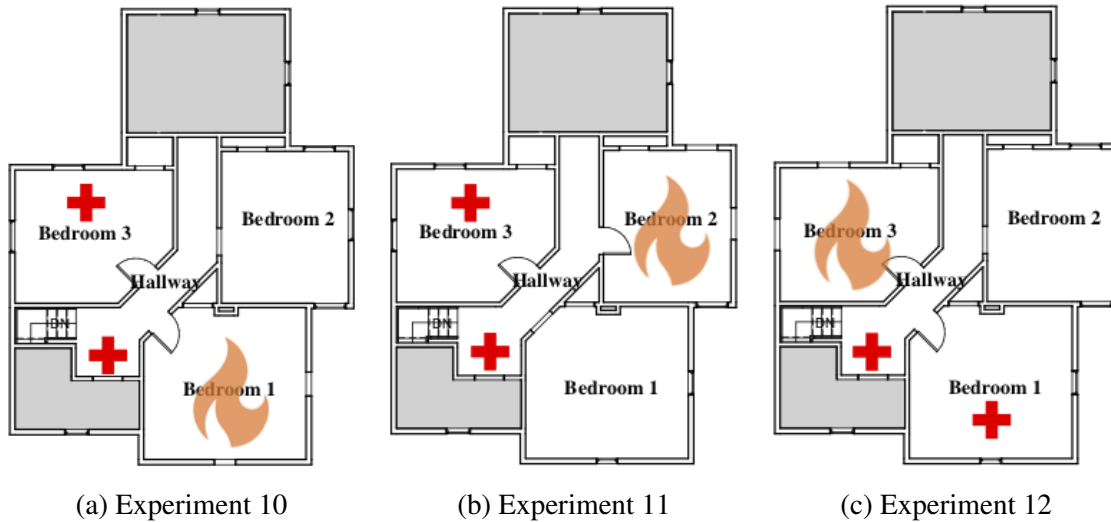 Bedroom 3
Bedroom 2
Hallway
DN
Bedroom 1
(a) Experiment 10
Bedroom 3
Bedroom 2
Hallway
DN
Bedroom 1
(b) Experiment 11
Bedroom 3
Bedroom 2
Hallway
DN
Bedroom 1
(c) Experiment 12